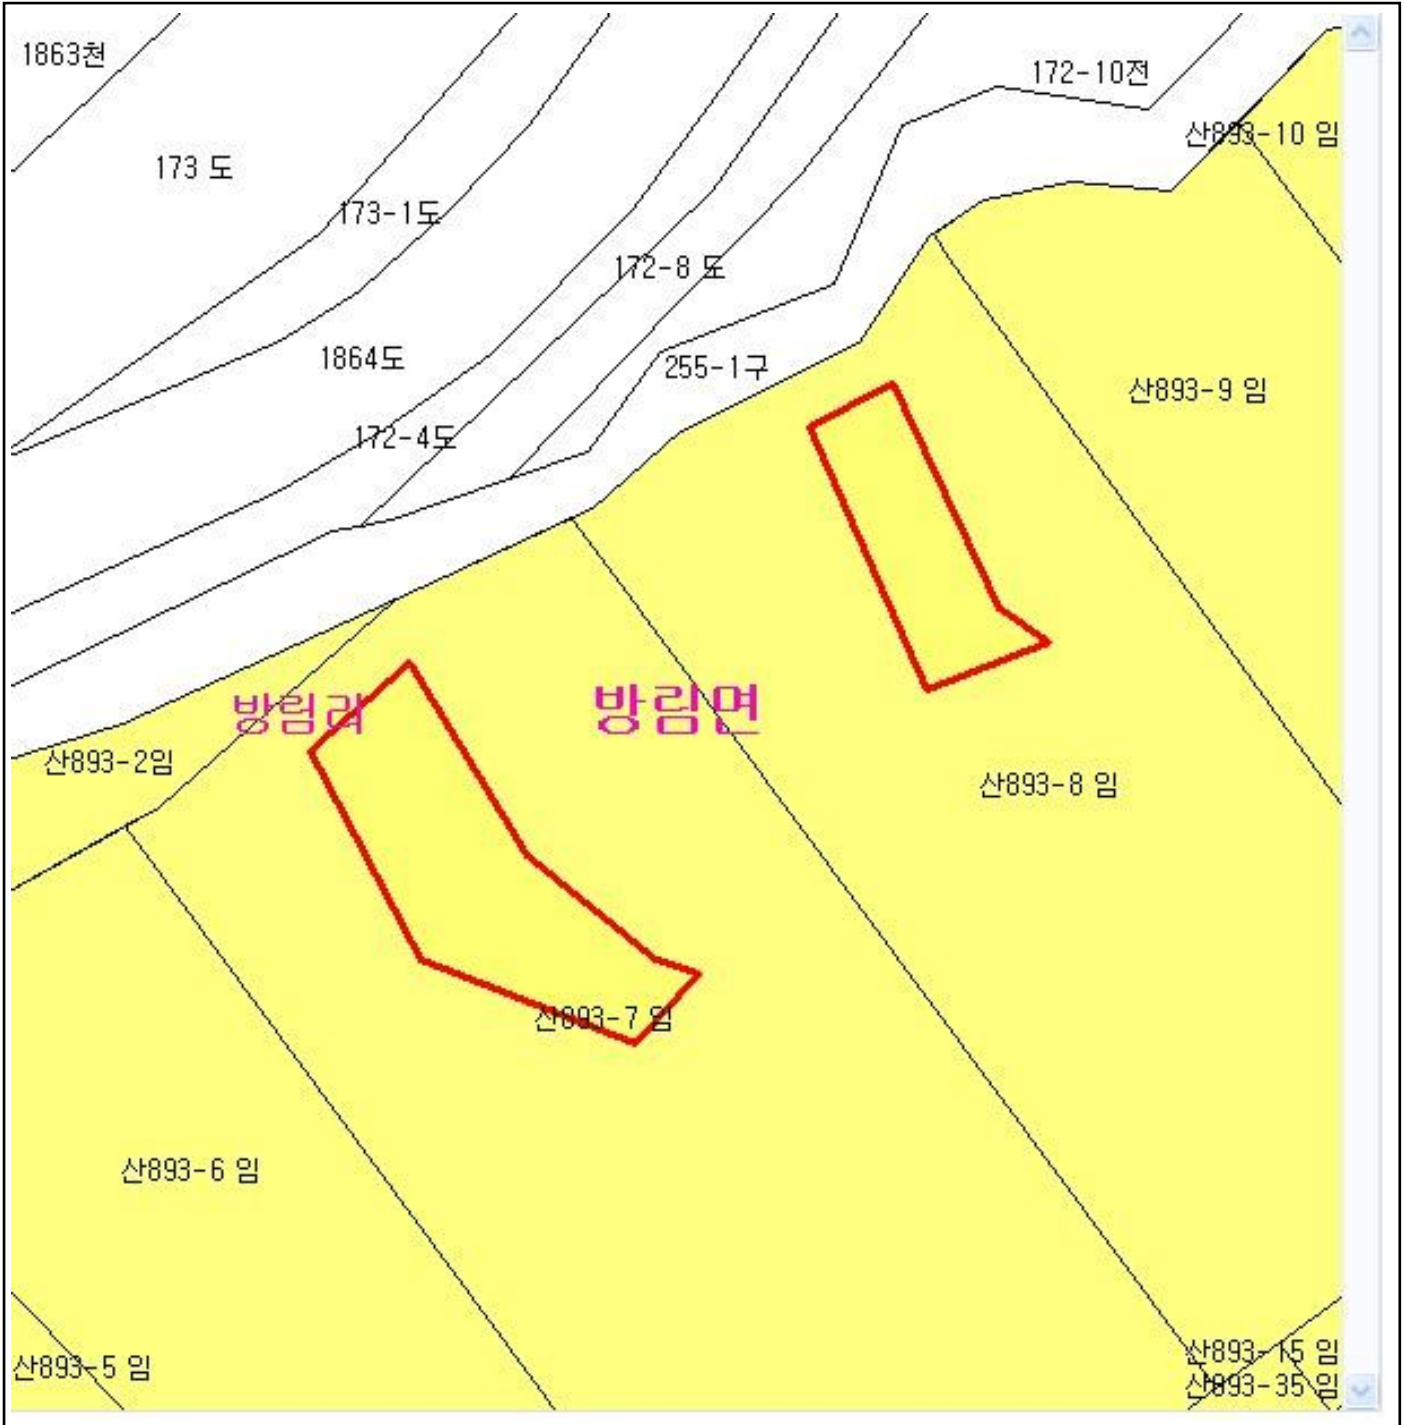 1863천
172-10전
산893-10 임
173 도
173-1도
172-8 도
1864도
255-1구
산893-9 임
172-4도
방림리
방림면
산893-2임
산893-8 임
산893-7 임
산893-6 임
산893-15 임
산893-5 임
산893-35 임